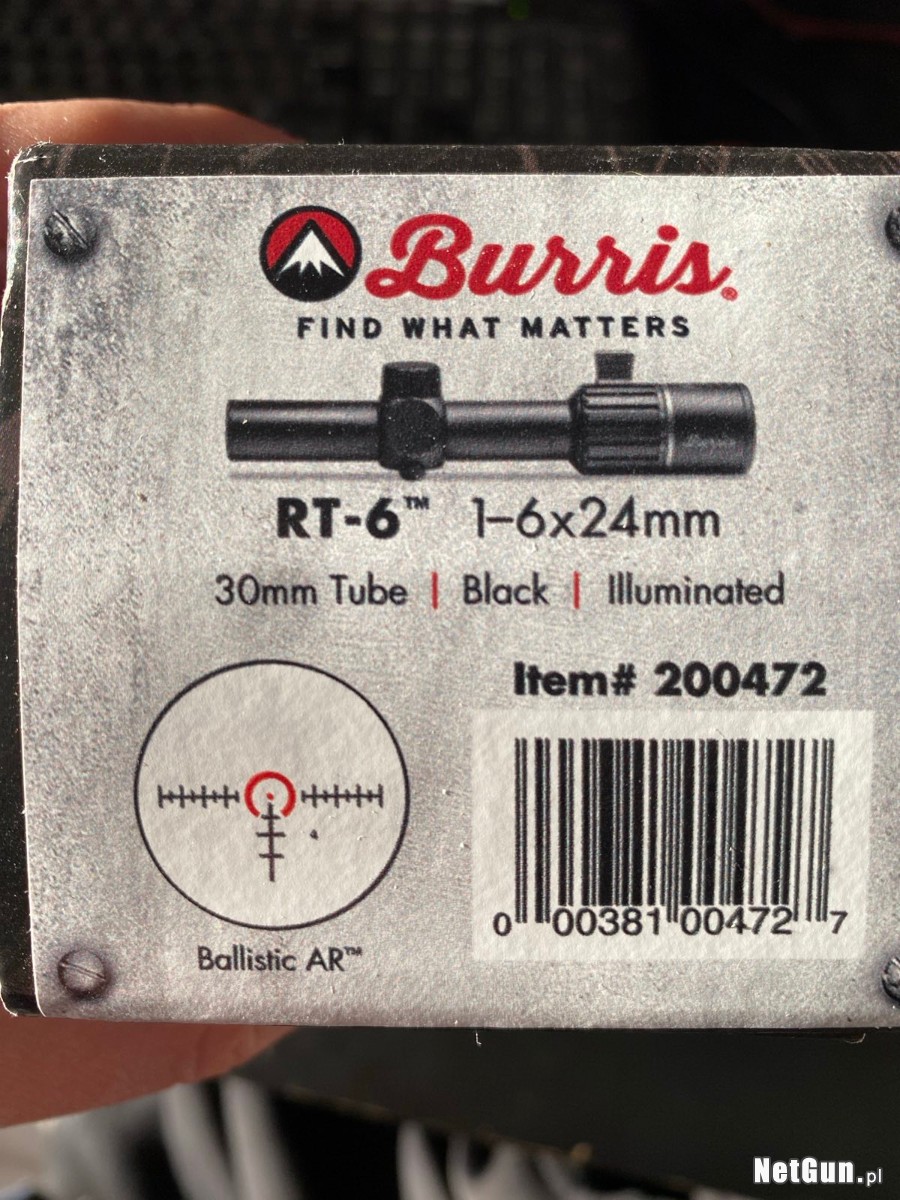 Burris®
FIND WHAT MATTERS
RT-6™ 1-6x24mm
30mm Tube | Black | Illuminated
Item# 200472
4
0 00381 00472 7
Ballistic AR™
NetGun.pl